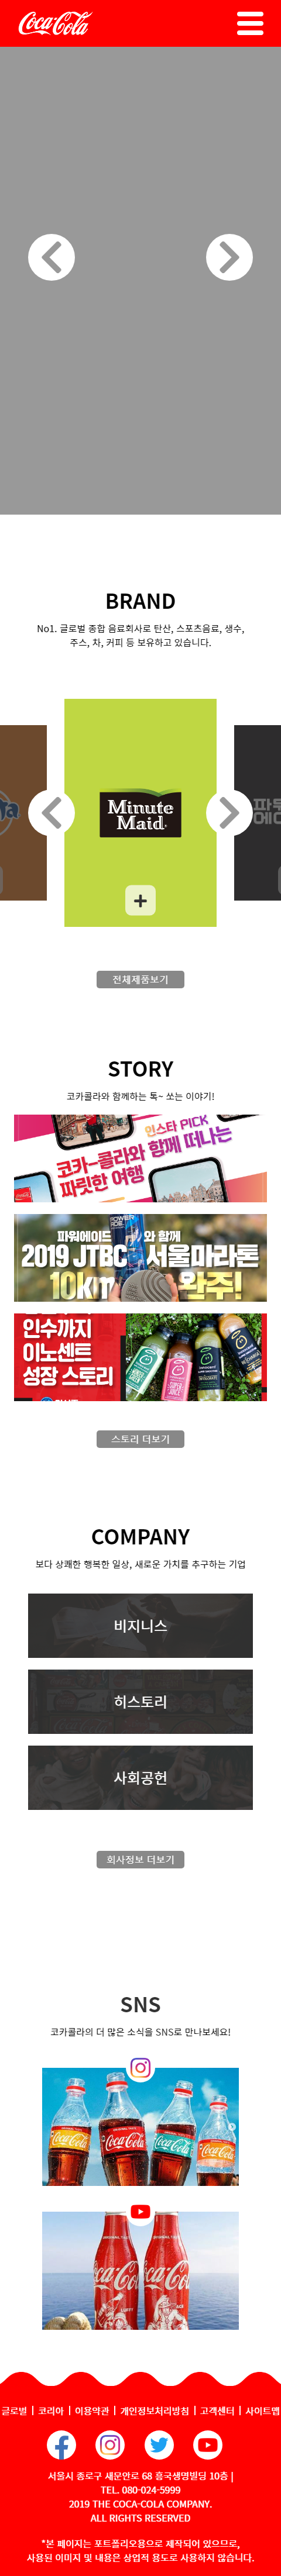 Coca-Cola
BRAND
No1. 글로벌 종합 음료회사로 탄산, 스포츠음료, 생수,
주스, 차, 커피 등 보유하고 있습니다.
Minute
Maid
파워
에이
+
전체제품보기
STORY
코카콜라와 함께하는 톡~ 쏘는 이야기!
인스타 PICK
코카-콜라와 함께 떠나는
짜릿한 여행
파워에이드 와 함께
2019 JTBC 서울마라톤
10km 완주!
인수까지
이노센트
성장 스토리
스토리 더보기
COMPANY
보다 상쾌한 행복한 일상, 새로운 가치를 추구하는 기업
비지니스
히스토리
사회공헌
회사정보 더보기
SNS
코카콜라의 더 많은 소식을 SNS로 만나보세요!
Coca-Cola
Coca-Cola
Coca-Cola
Coca-Cola
글로벌 | 코리아 | 이용약관 | 개인정보처리방침 | 고객센터 | 사이트맵
서울시 종로구 새문안로 68 흥국생명빌딩 10층 |
TEL. 080-024-5999
2019 THE COCA-COLA COMPANY.
ALL RIGHTS RESERVED
*본 페이지는 포트폴리오용으로 제작되어 있으므로,
사용된 이미지 및 내용은 상업적 용도로 사용하지 않습니다.